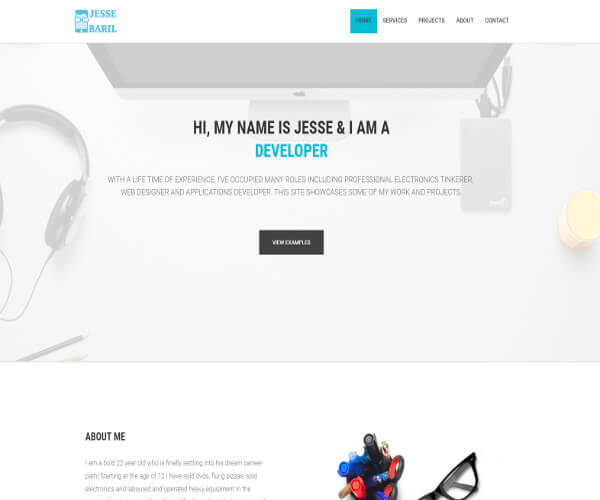 JESSE
BARIL
HOME SERVICES PROJECTS ABOUT CONTACT
HI, MY NAME IS JESSE & I AM A
DEVELOPER
WITH A LIFE TIME OF EXPERIENCE, I'VE OCCUPIED MANY ROLES INCLUDING PROFESSIONAL ELECTRONICS TINKERER,
WEB DESIGNER AND APPLICATIONS DEVELOPER. THIS SITE SHOWCASES SOME OF MY WORK AND PROJECTS.
VIEW EXAMPLES
ABOUT ME
I am a bold 22 year old who is finally settling into his dream carreer
path! Starting at the age of 12 I have sold dvds, flung pizzas, sold
electronics and laboured and operated heavy equipment in the